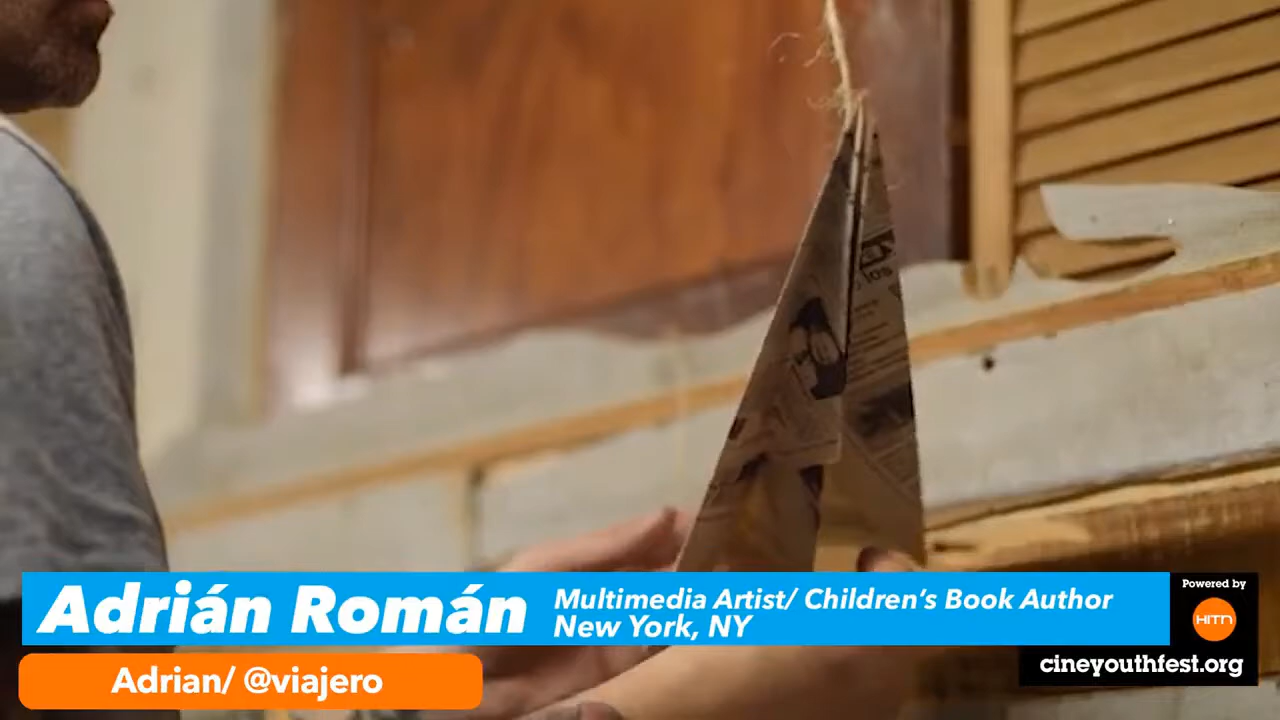 Adrián Román
Multimedia Artist/ Children's Book Author
New York, NY
Powered by
HITN
cineyouthfest.org
Adrian/ @viajero